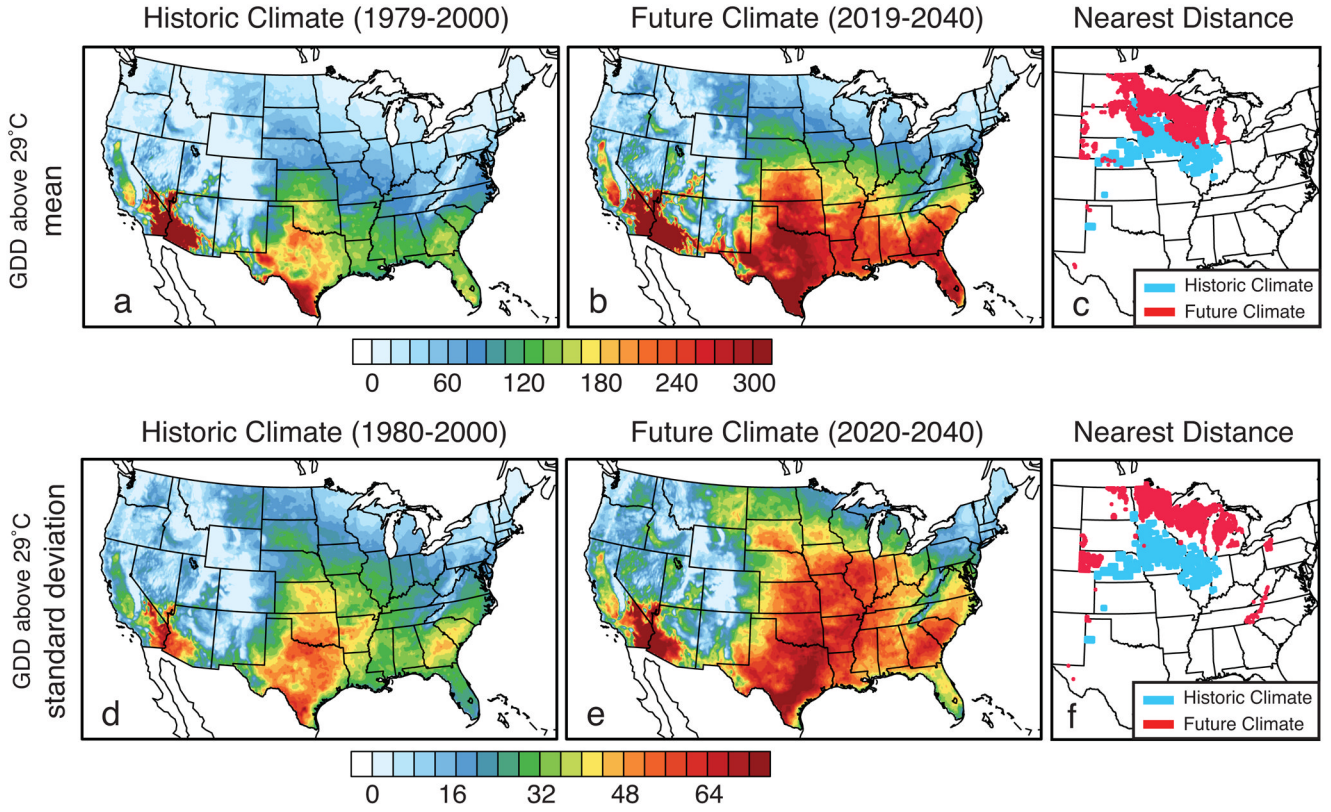 Historic Climate (1979-2000)
Future Climate (2019-2040)
Nearest Distance
GDD above 29°C
mean
a
b
c
Historic Climate
Future Climate
0 60 120 180 240 300
Historic Climate (1980-2000)
Future Climate (2020-2040)
Nearest Distance
GDD above 29°C
standard deviation
d
e
f
Historic Climate
Future Climate
0 16 32 48 64